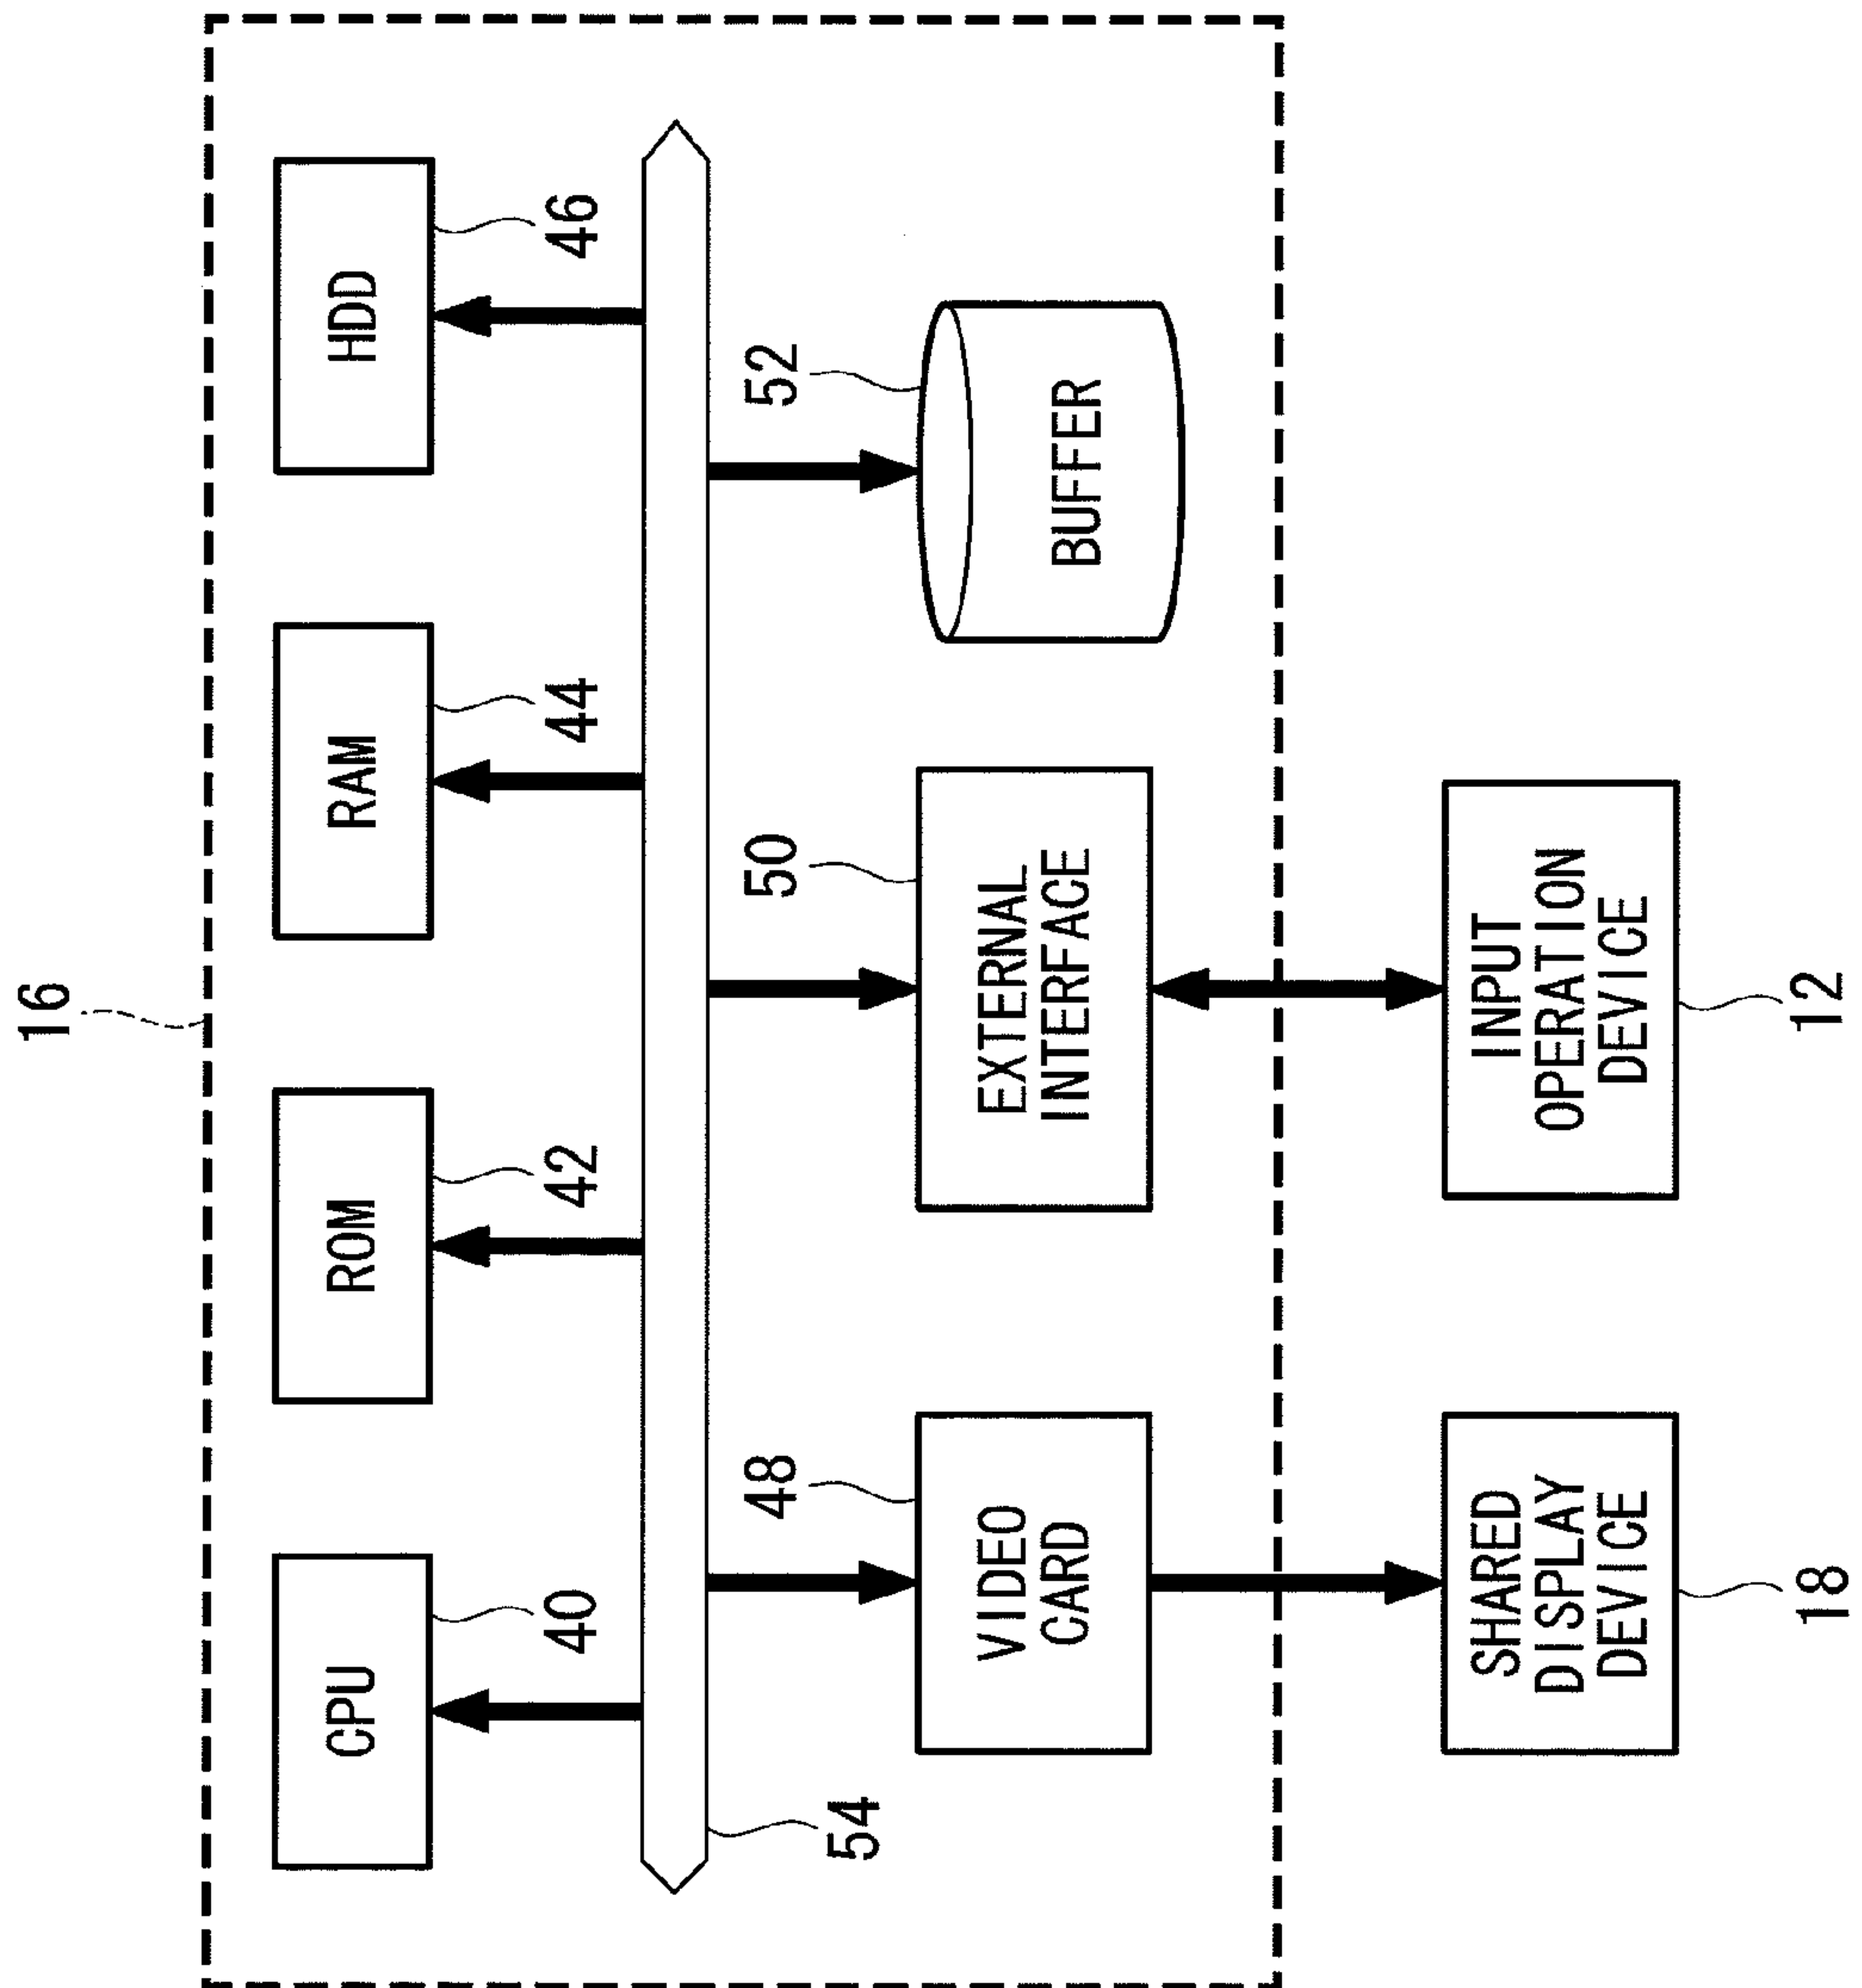 16
CPU
ROM
RAM
HDD
40
42
44
46
54
48
50
52
VIDEO
CARD
EXTERNAL
INTERFACE
BUFFER
SHARED
DISPLAY
DEVICE
INPUT
OPERATION
DEVICE
18
12